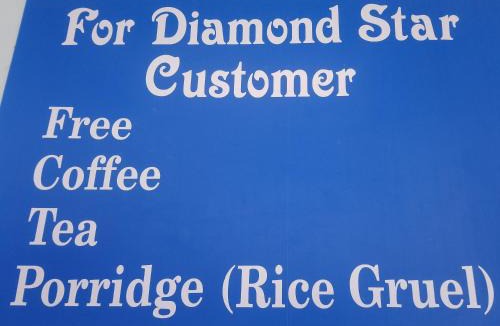 For Diamond Star
Customer
Free
Coffee
Tea
Porridge (Rice Gruel)